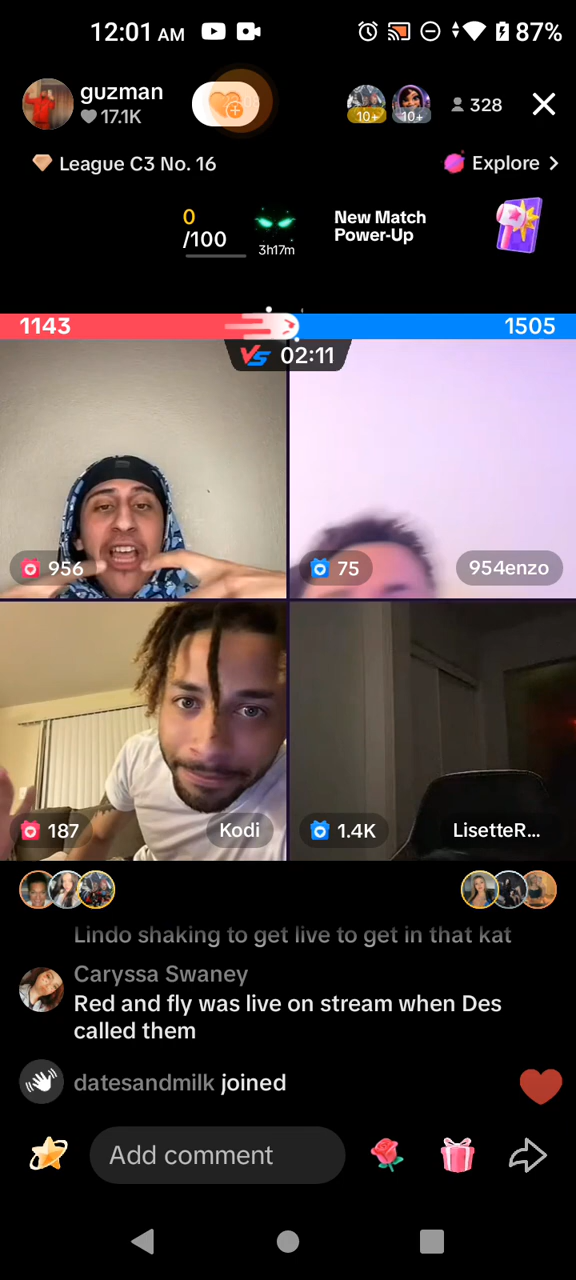 12:01 AM
87%
guzman
17.1K
10+
10+
328
League C3 No. 16
Explore >
0
/100
3h17m
New Match
Power-Up
1143
1505
VS 02:11
956
75
954enzo
187
Kodi
1.4K
LisetteR...
Lindo shaking to get live to get in that kat
Caryssa Swaney
Red and fly was live on stream when Des
called them
datesandmilk joined
Add comment